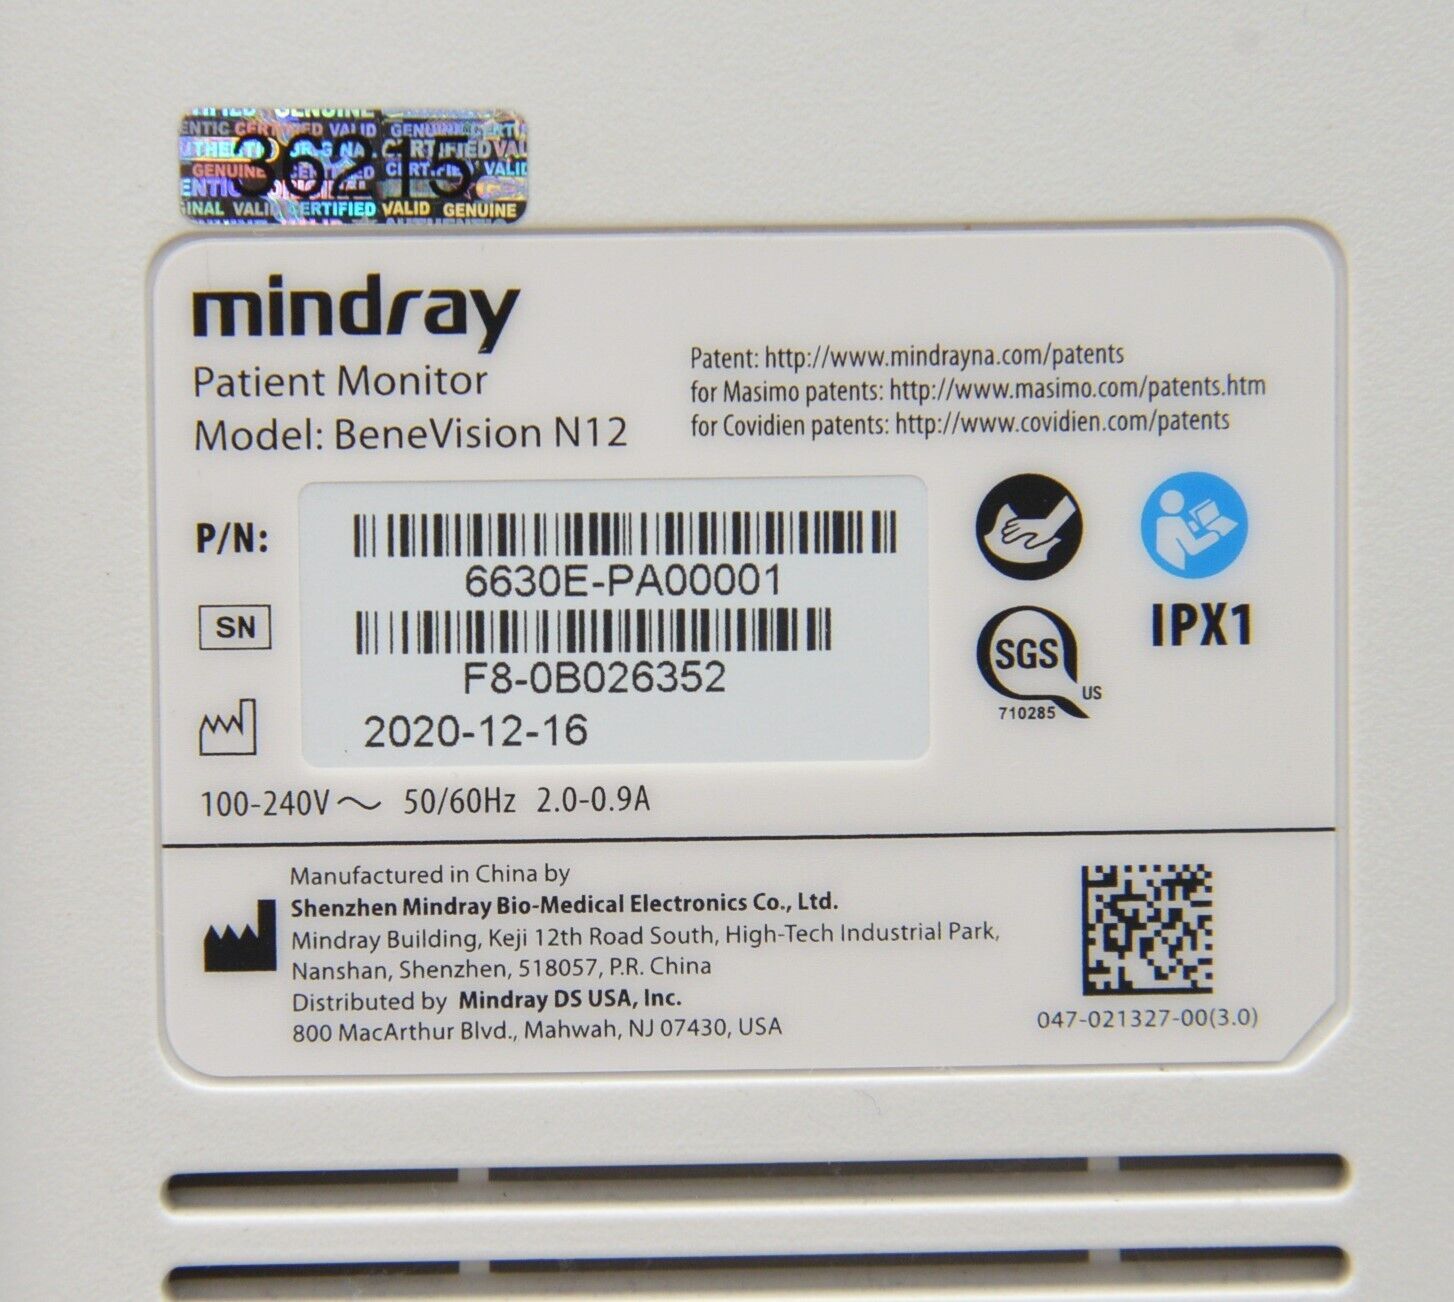 36215
VALID GENUINE
mindray
Patient Monitor
Model: BeneVision N12
Patent: http://www.mindrayna.com/patents
for Masimo patents: http://www.masimo.com/patents.htm
for Covidien patents: http://www.covidien.com/patents
P/N:
6630E-PA00001
SN
F8-0B026352
2020-12-16
IPX1
SGS
US
710285
100-240V～ 50/60Hz 2.0-0.9A
Manufactured in China by
Shenzhen Mindray Bio-Medical Electronics Co., Ltd.
Mindray Building, Keji 12th Road South, High-Tech Industrial Park,
Nanshan, Shenzhen, 518057, P.R. China
Distributed by Mindray DS USA, Inc.
800 MacArthur Blvd., Mahwah, NJ 07430, USA
047-021327-00(3.0)